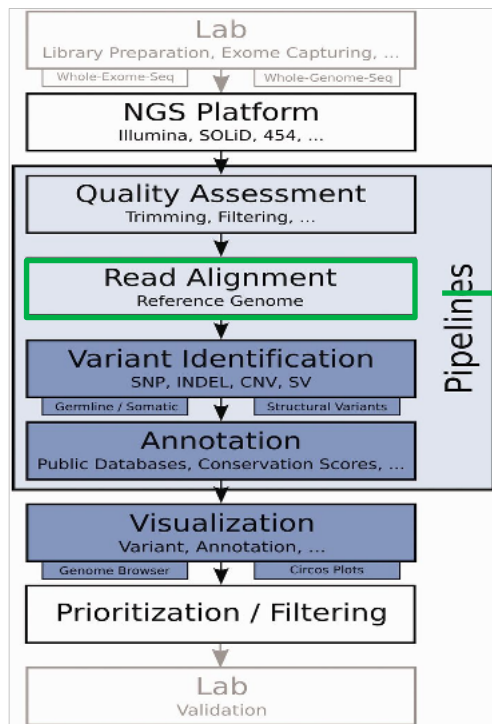 Lab
Library Preparation, Exome Capturing, ...
Whole-Exome-Seq
Whole-Genome-Seq
NGS Platform
Illumina, SOLiD, 454, ...
Quality Assessment
Trimming, Filtering, ...
Read Alignment
Reference Genome
Variant Identification
SNP, INDEL, CNV, SV
Germline / Somatic
Structural Variants
Annotation
Public Databases, Conservation Scores, ...
Pipelines
Visualization
Variant, Annotation, ...
Genome Browser
Circos Plots
Prioritization / Filtering
Lab
Validation